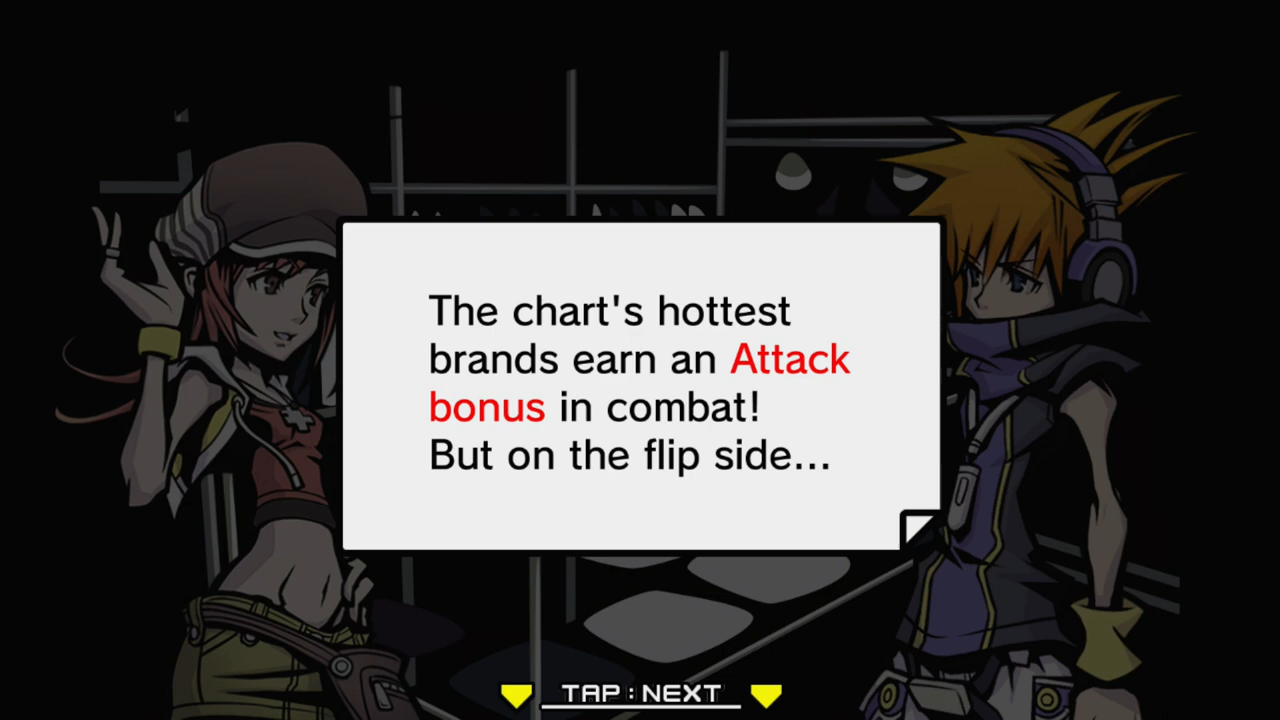 The chart's hottest
brands earn an Attack
bonus in combat!
But on the flip side...
TAP : NEXT